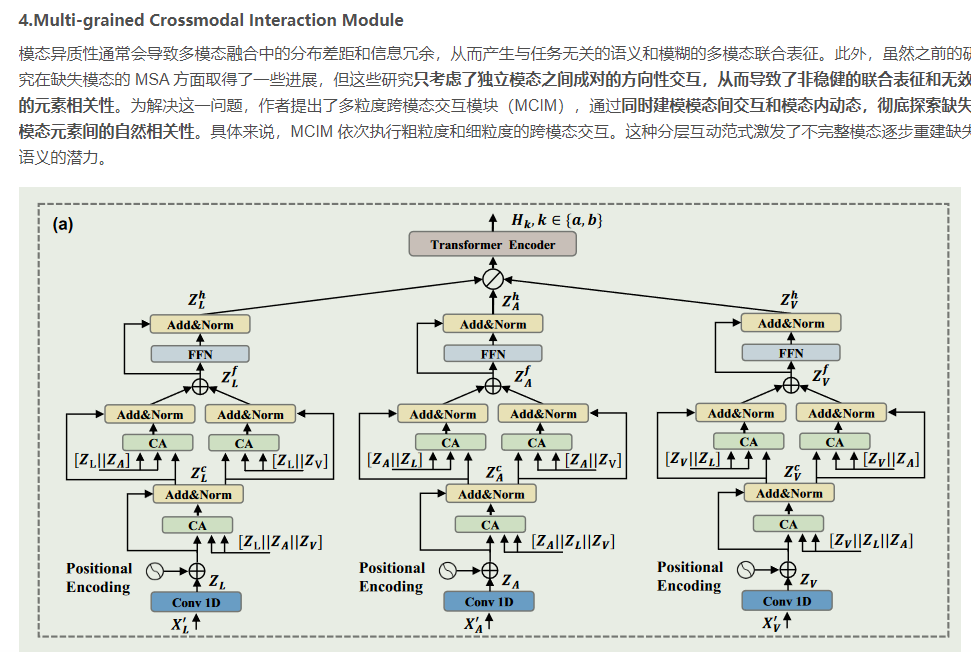 4.Multi-grained Crossmodal Interaction Module
模态异质性通常会导致多模态融合中的分布差距和信息冗余，从而产生与任务无关的语义和模糊的多模态联合表征。此外，虽然之前的研
究在缺失模态的 MSA 方面取得了一些进展，但这些研究只考虑了独立模态之间成对的方向性交互，从而导致了非稳健的联合表征和无效
的元素相关性。为解决这一问题，作者提出了多粒度跨模态交互模块（MCIM），通过同时建模模态间交互和模态内动态，彻底探索缺失
模态元素间的自然相关性。具体来说，MCIM 依次执行粗粒度和细粒度的跨模态交互。这种分层互动范式激发了不完整模态逐步重建缺失
语义的潜力。
(a)
H_k, k ∈ {a, b}
Transformer Encoder
Z_L^h
Z_A^h
Z_V^h
Add&Norm
Add&Norm
Add&Norm
FFN
FFN
FFN
Z_L^f
Z_A^f
Z_V^f
Add&Norm Add&Norm
Add&Norm Add&Norm
Add&Norm Add&Norm
CA CA
CA CA
CA CA
[Z_L||Z_A] [Z_L||Z_V]
[Z_A||Z_L] [Z_A||Z_V]
[Z_V||Z_L] [Z_V||Z_A]
Z_L^c
Z_A^c
Z_V^c
Add&Norm
Add&Norm
Add&Norm
CA
CA
CA
[Z_L||Z_A||Z_V]
[Z_A||Z_L||Z_V]
[Z_V||Z_L||Z_A]
Positional
Encoding
Z_L
Positional
Encoding
Z_A
Positional
Encoding
Z_V
Conv 1D
Conv 1D
Conv 1D
X'_L
X'_A
X'_V